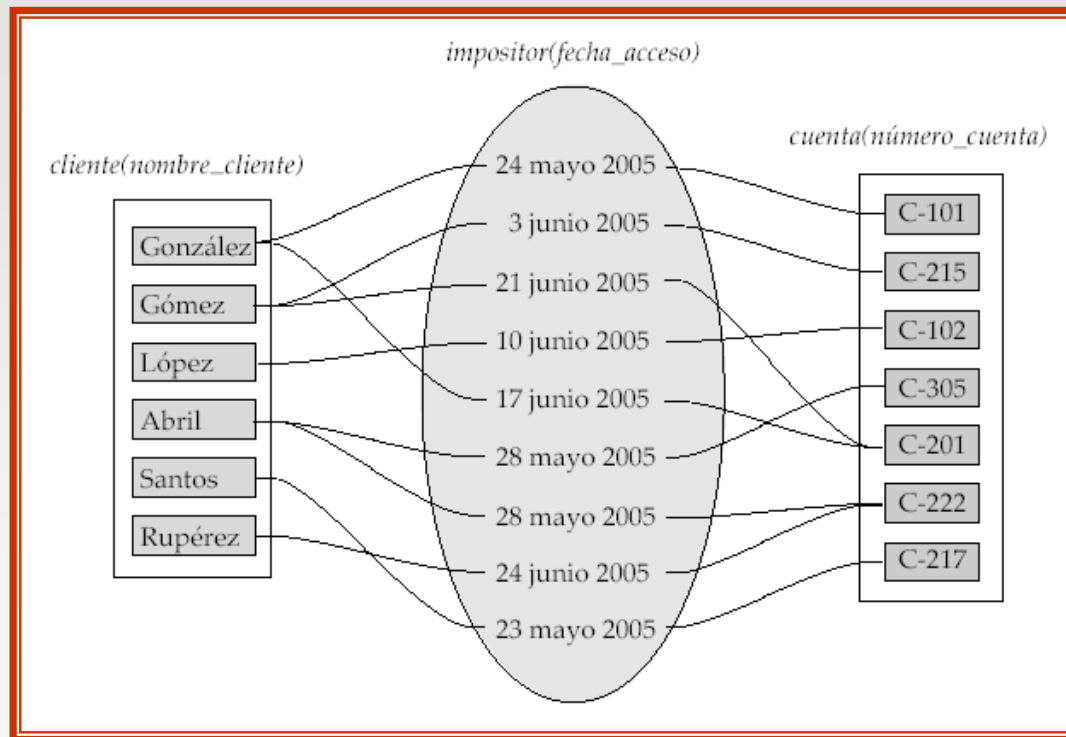 impositor(fecha_acceso)
cliente(nombre_cliente)
cuenta(número_cuenta)
González
Gómez
López
Abril
Santos
Rupérez
24 mayo 2005
3 junio 2005
21 junio 2005
10 junio 2005
17 junio 2005
28 mayo 2005
28 mayo 2005
24 junio 2005
23 mayo 2005
C-101
C-215
C-102
C-305
C-201
C-222
C-217